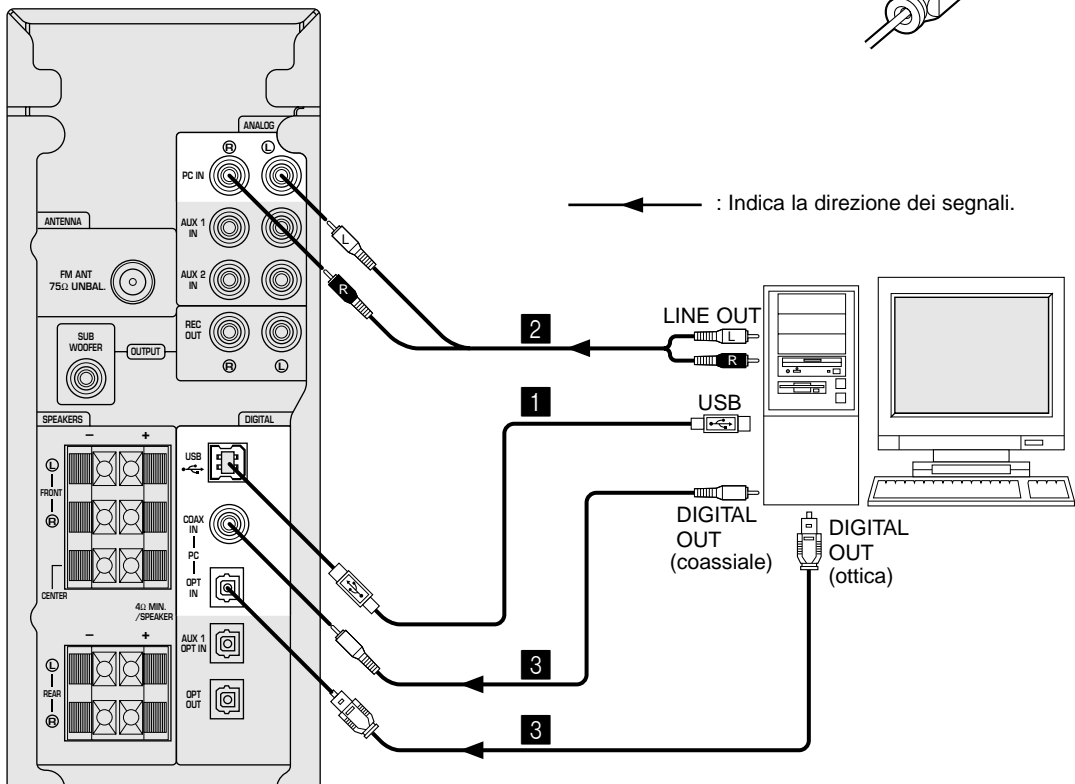 ANALOG
R L
PC IN
AUX 1
IN
AUX 2
IN
REC
OUT
R L
ANTENNA
FM ANT
75Ω UNBAL.
SUB
WOOFER
OUTPUT
SPEAKERS
– +
L
FRONT
R
CENTER
4Ω MIN.
/SPEAKER
– +
L
REAR
R
DIGITAL
USB
COAX
IN
PC
OPT
IN
AUX 1
OPT IN
OPT
OUT
: Indica la direzione dei segnali.
L
R
2
LINE OUT
L
R
1
USB
3
DIGITAL
OUT
(coassiale)
3
DIGITAL
OUT
(ottica)